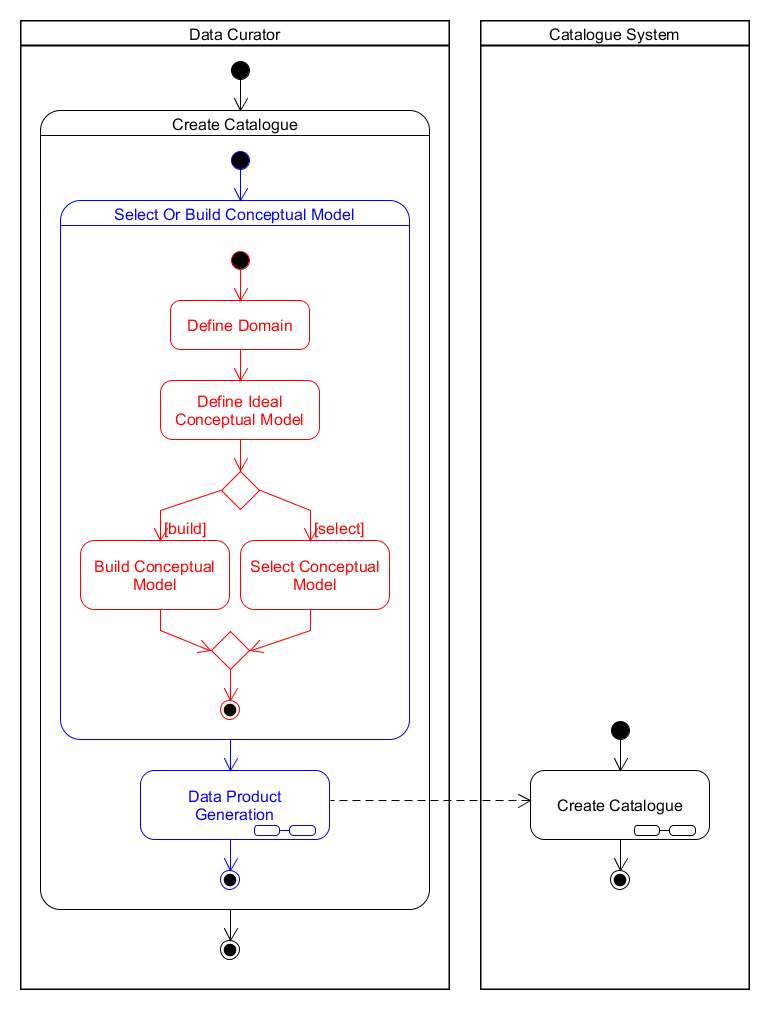 Data Curator
Catalogue System
Create Catalogue
Select Or Build Conceptual Model
Define Domain
Define Ideal
Conceptual Model
[build]
[select]
Build Conceptual
Model
Select Conceptual
Model
Data Product
Generation
Create Catalogue